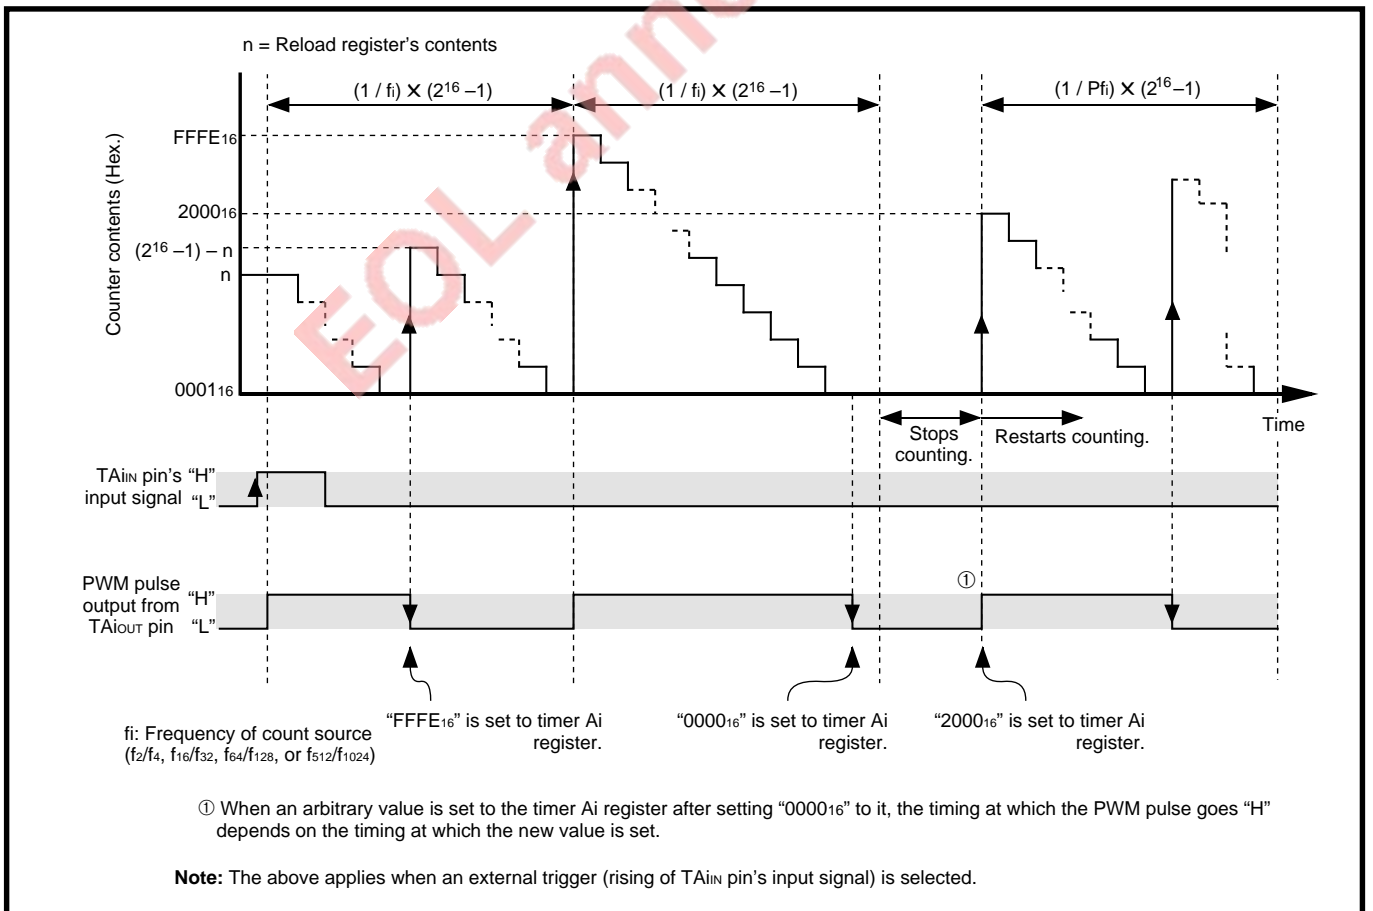 n = Reload register’s contents
(1 / fi) X (2¹⁶ –1)
(1 / fi) X (2¹⁶ –1)
(1 / Pfi) X (2¹⁶–1)
Counter contents (Hex.)
FFFE₁₆
2000₁₆
(2¹⁶ –1) – n
n
0001₁₆
Time
Stops
counting.
Restarts counting.
TAiIN pin’s “H”
input signal “L”
①
PWM pulse
output from “H”
TAiOUT pin “L”
“FFFE₁₆” is set to timer Ai
register.
“0000₁₆” is set to timer Ai
register.
“2000₁₆” is set to timer Ai
register.
fi: Frequency of count source
(f₂/f₄, f₁₆/f₃₂, f₆₄/f₁₂₈, or f₅₁₂/f₁₀₂₄)
① When an arbitrary value is set to the timer Ai register after setting “0000₁₆” to it, the timing at which the PWM pulse goes “H”
depends on the timing at which the new value is set.
Note: The above applies when an external trigger (rising of TAiIN pin’s input signal) is selected.
EOL anno